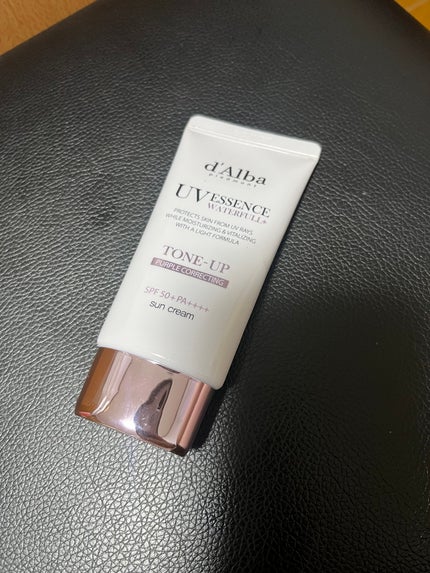 d'Alba
piedmont
UV ESSENCE
WATERFULL+
PROTECTS SKIN FROM UV RAYS
WHILE MOISTURIZING & VITALIZING
WITH A LIGHT FORMULA
TONE-UP
PURPLE CORRECTING
SPF 50+PA++++
sun cream